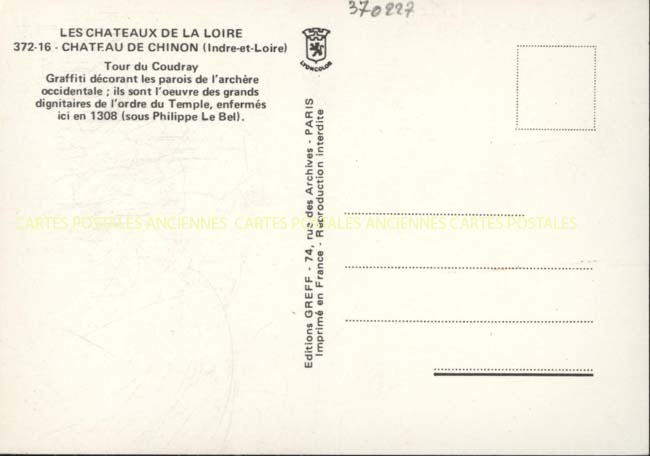 370227
LES CHATEAUX DE LA LOIRE
372-16 - CHATEAU DE CHINON (Indre-et-Loire)
Tour du Coudray
Graffiti décorant les parois de l'archère
occidentale ; ils sont l'oeuvre des grands
dignitaires de l'ordre du Temple, enfermés
ici en 1308 (sous Philippe Le Bel).
LYONCOLOR
Editions GREFF - 74, rue des Archives - PARIS
Imprimé en France - Reproduction interdite
CARTES POSTALES ANCIENNES CARTES POSTALES ANCIENNES CARTES POSTALES